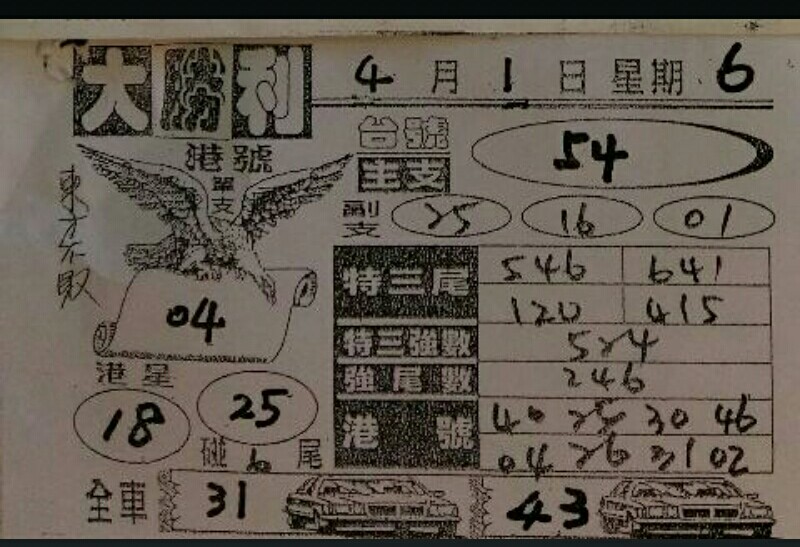 大勝利 4月1日星期6
台號 54
主支
港號
單支
副支 25 16 01
東方不敗
特三尾 546 641
120 415
04
特三強數 524
強尾數 246
港星
18 25
港號 40 25 30 46
04 26 31 02
碰6尾
全車 31 43